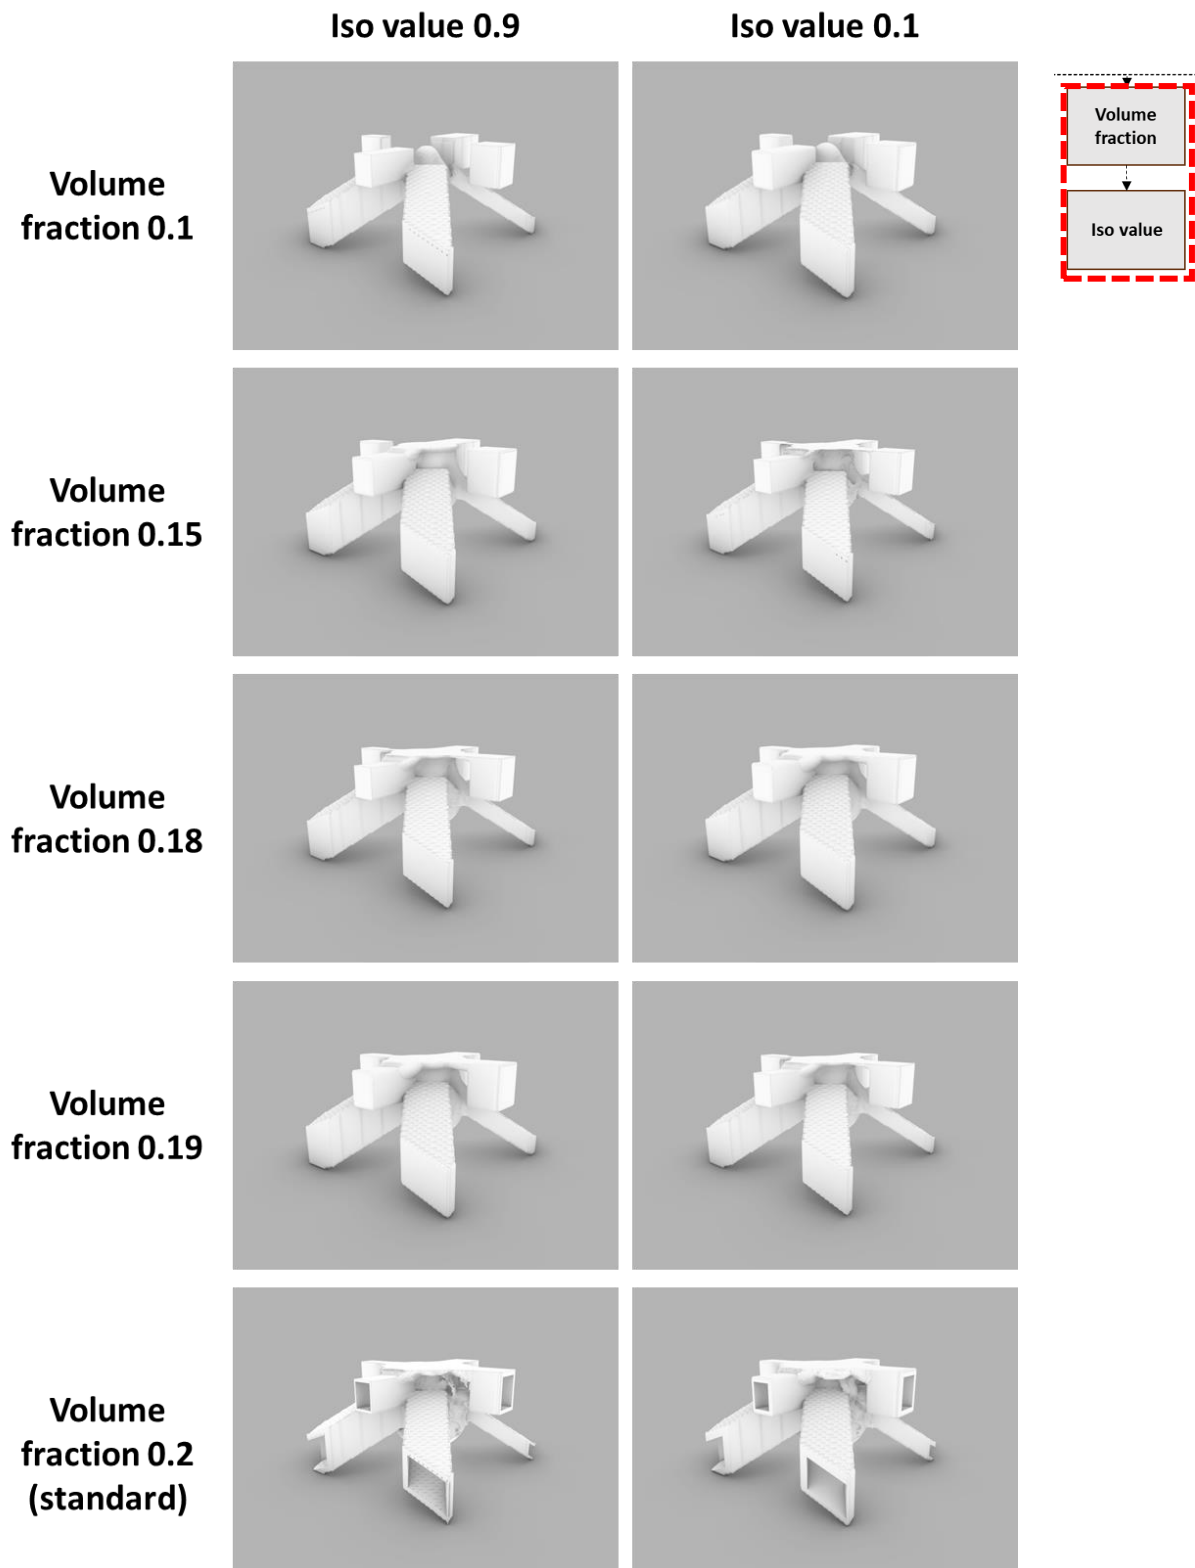 Iso value 0.9
Iso value 0.1
Volume
fraction
Iso value
Volume
fraction 0.1
Volume
fraction 0.15
Volume
fraction 0.18
Volume
fraction 0.19
Volume
fraction 0.2
(standard)